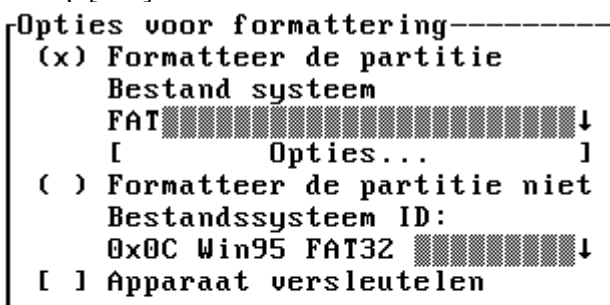 Opties voor formattering
(x) Formatteer de partitie
Bestand systeem
FAT
[ Opties... ]
( ) Formatteer de partitie niet
Bestandssysteem ID:
0x0C Win95 FAT32
[ ] Apparaat versleutelen